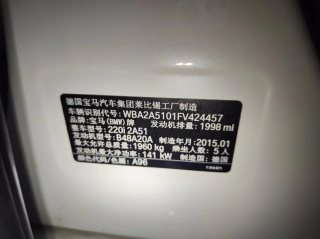 德国宝马汽车集团莱比锡工厂制造
车辆识别代号: WBA2A5101FV424457
品牌: 宝马(BMW)牌 发动机排量: 1998 ml
型号: 220i 2A51
发动机型号: B48A20A 制造年月: 2015.01
最大允许总质量: 1960 kg 乘坐人数: 5 人
发动机最大净功率: 141 kW 制造国: 德国
颜色代码/色圈: A96